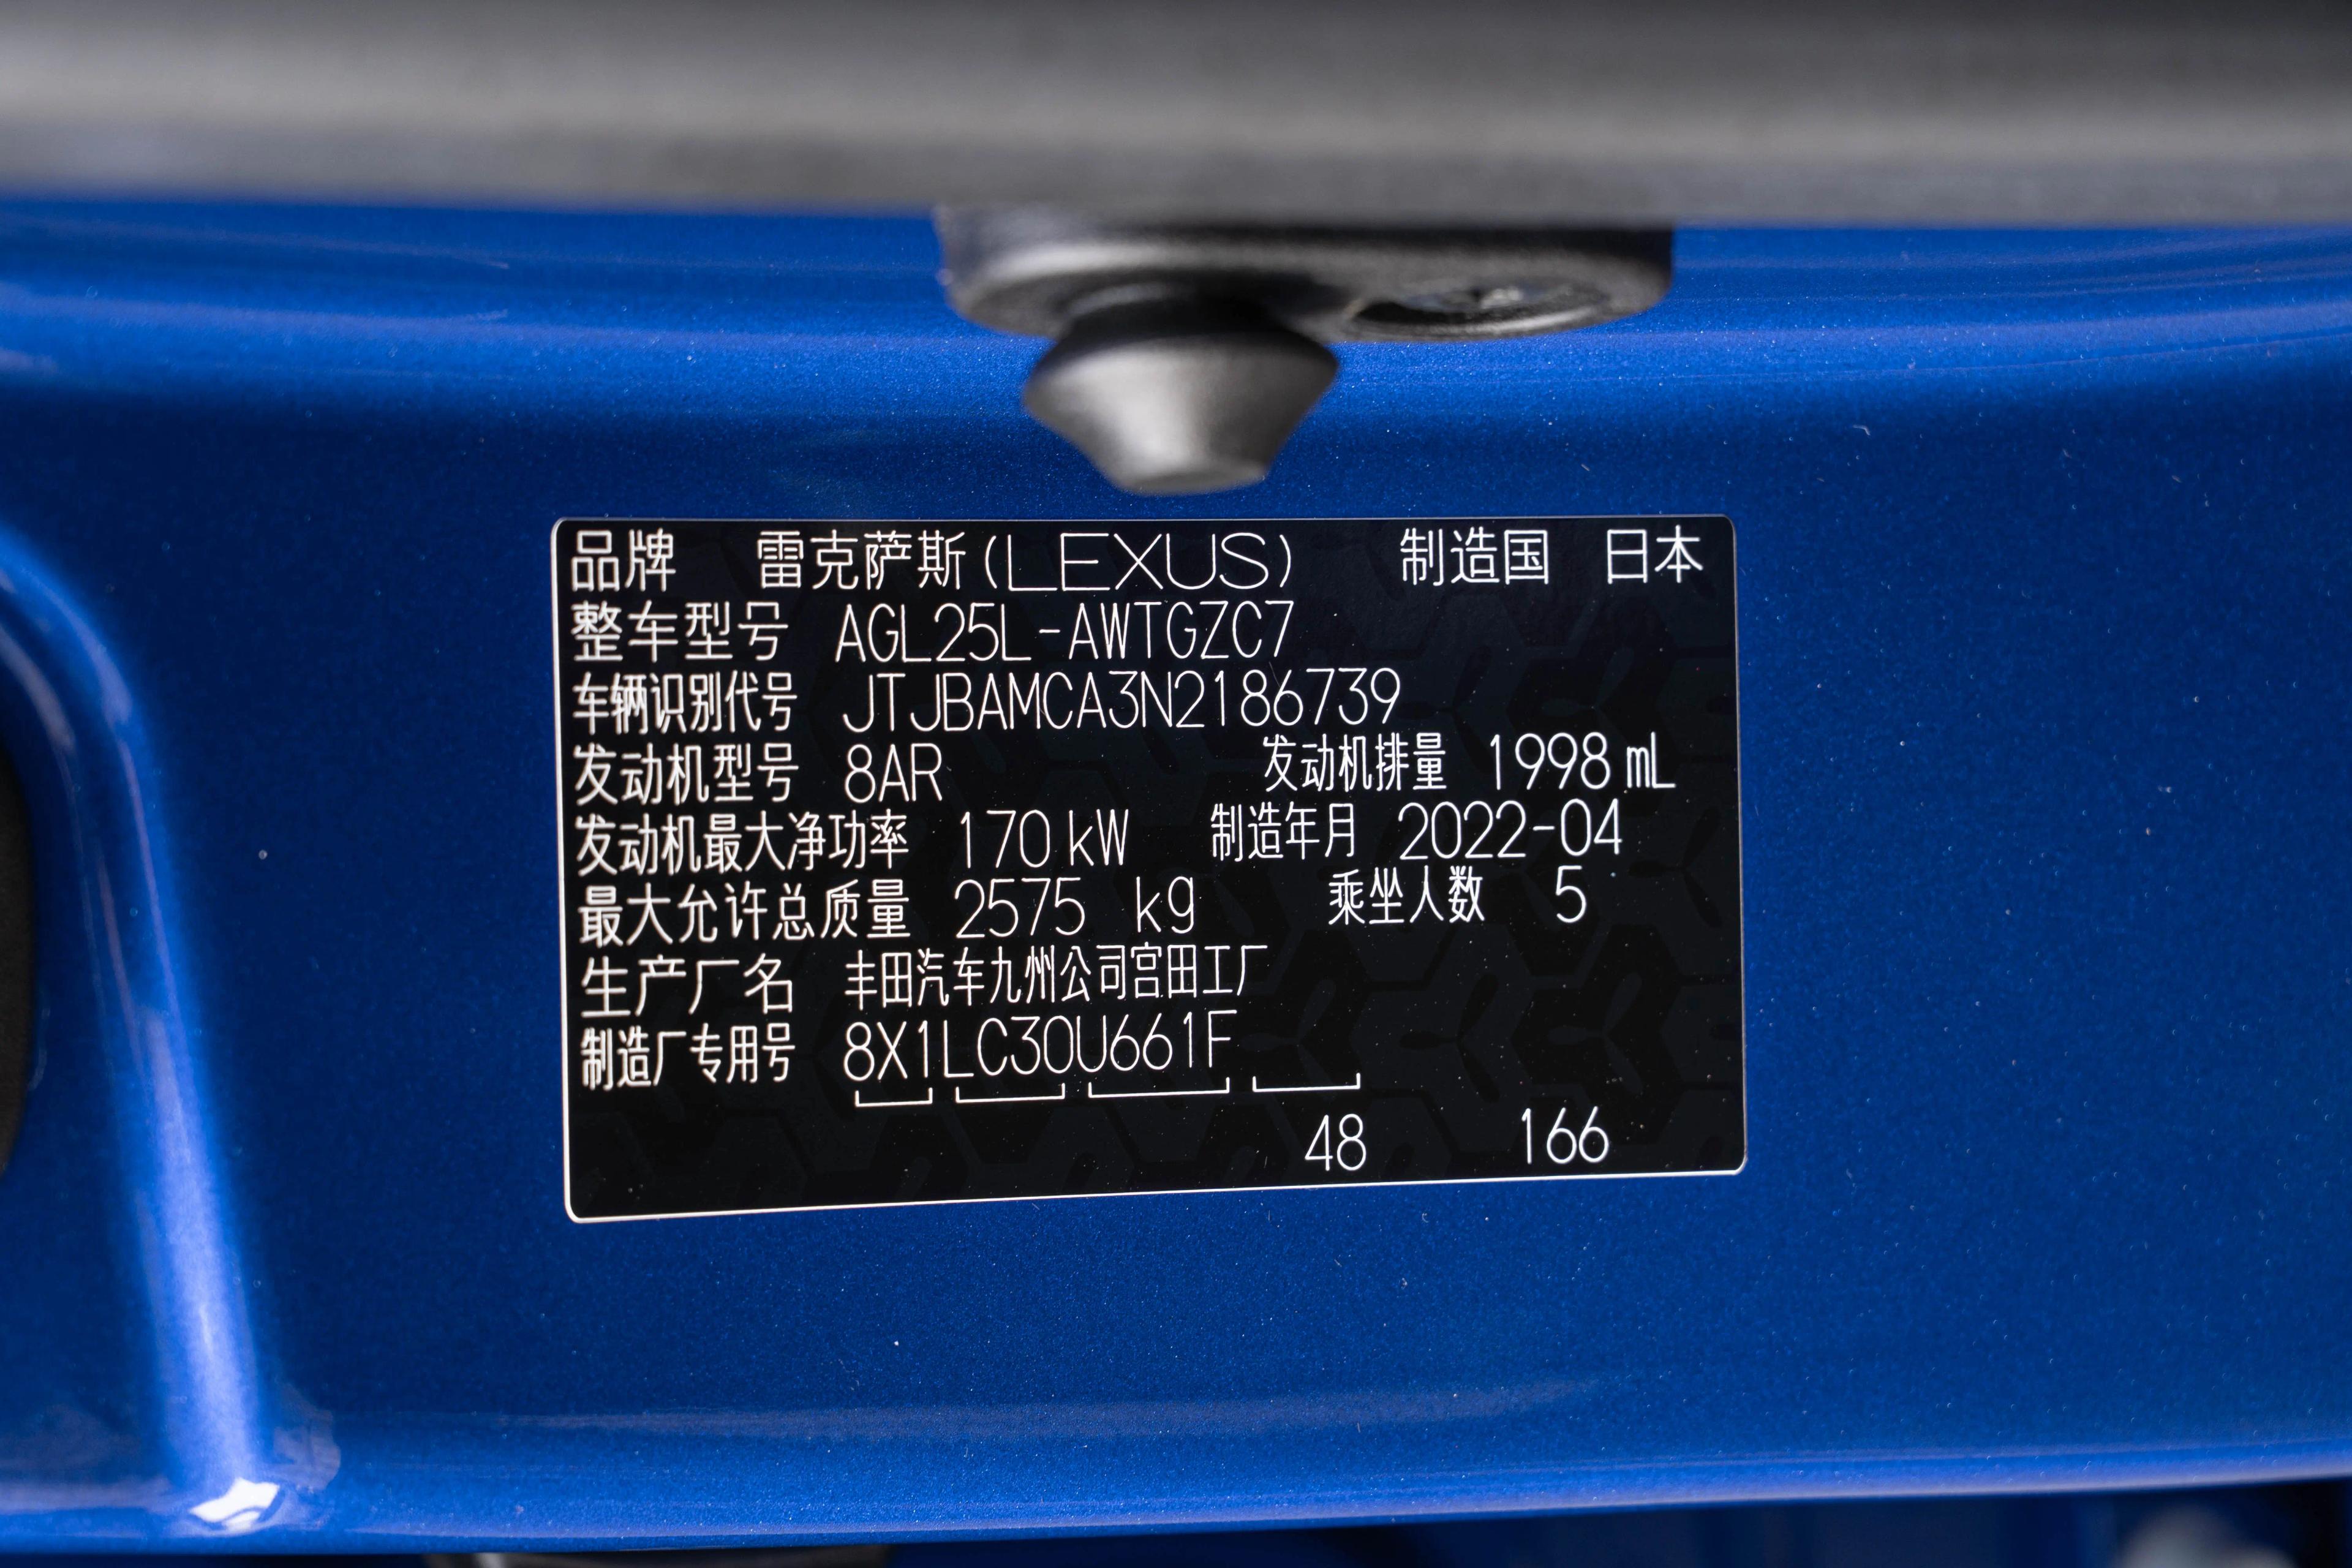 品牌 雷克萨斯(LEXUS) 制造国 日本
整车型号 AGL25L-AWTGZC7
车辆识别代号 JTJBAMCA3N2186739
发动机型号 8AR 发动机排量 1998 mL
发动机最大净功率 170 kW 制造年月 2022-04
最大允许总质量 2575 kg 乘坐人数 5
生产厂名 丰田汽车九州公司宫田工厂
制造厂专用号 8X1LC30U661F
48 166